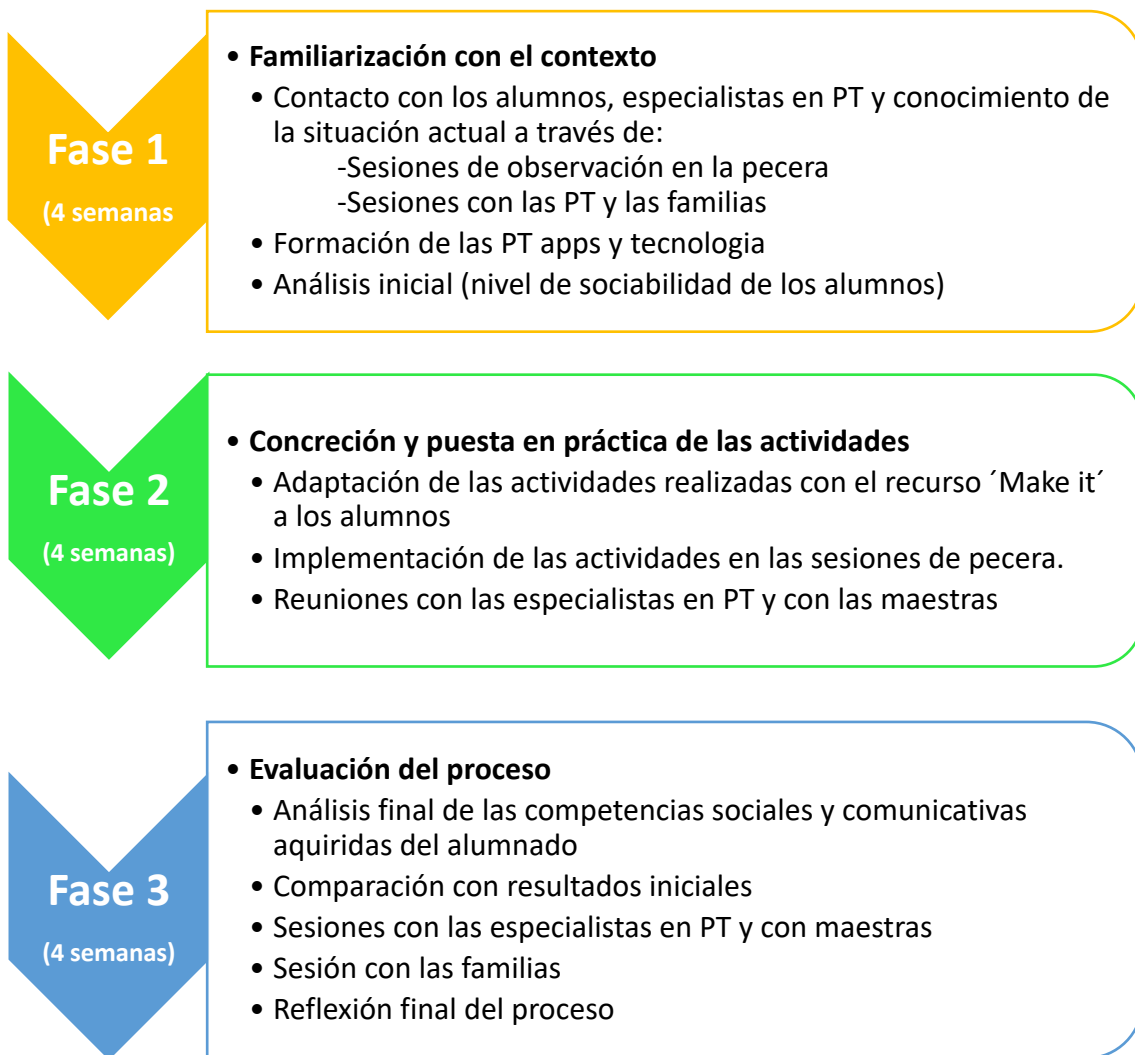 Fase 1
(4 semanas
• Familiarización con el contexto
• Contacto con los alumnos, especialistas en PT y conocimiento de
la situación actual a través de:
-Sesiones de observación en la pecera
-Sesiones con las PT y las familias
• Formación de las PT apps y tecnologia
• Análisis inicial (nivel de sociabilidad de los alumnos)
Fase 2
(4 semanas)
• Concreción y puesta en práctica de las actividades
• Adaptación de las actividades realizadas con el recurso ´Make it´
a los alumnos
• Implementación de las actividades en las sesiones de pecera.
• Reuniones con las especialistas en PT y con las maestras
Fase 3
(4 semanas)
• Evaluación del proceso
• Análisis final de las competencias sociales y comunicativas
aquiridas del alumnado
• Comparación con resultados iniciales
• Sesiones con las especialistas en PT y con maestras
• Sesión con las familias
• Reflexión final del proceso